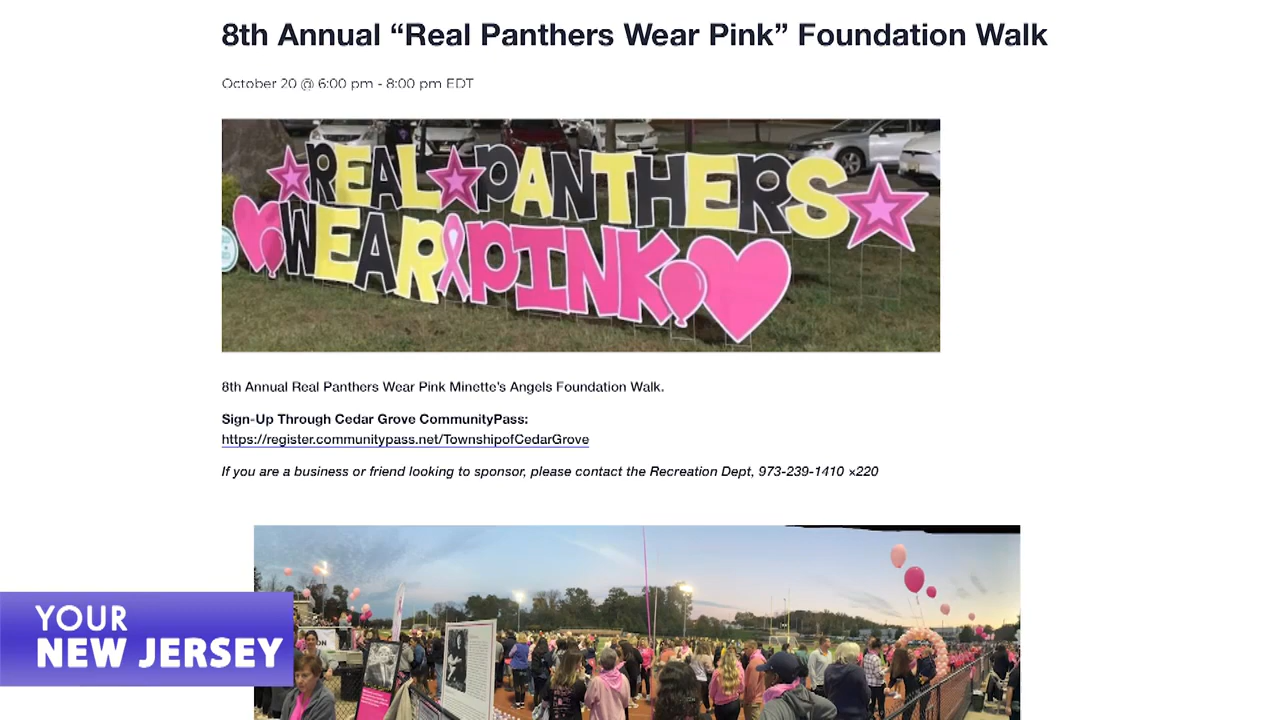 8th Annual “Real Panthers Wear Pink” Foundation Walk
October 20 @ 6:00 pm - 8:00 pm EDT
REAL PANTHERS
WEAR PINK
8th Annual Real Panthers Wear Pink Minette's Angels Foundation Walk.
Sign-Up Through Cedar Grove CommunityPass:
https://register.communitypass.net/TownshipofCedarGrove
If you are a business or friend looking to sponsor, please contact the Recreation Dept, 973-239-1410 ×220
YOUR
NEW JERSEY